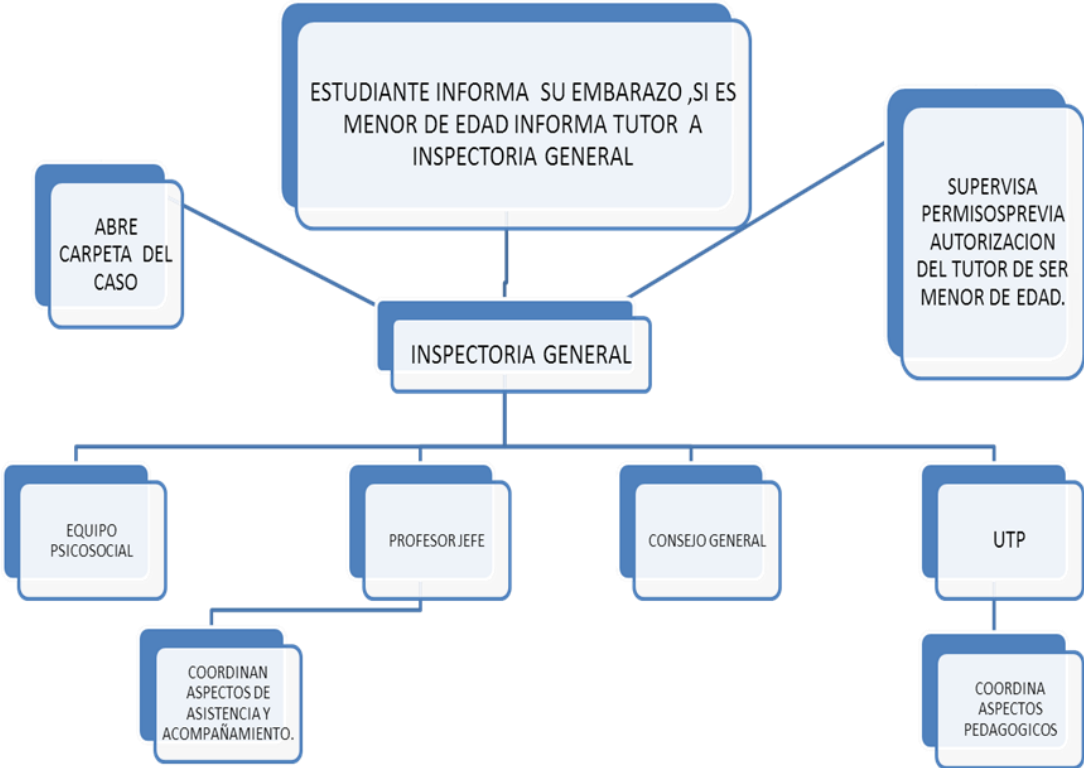 ESTUDIANTE INFORMA SU EMBARAZO ,SI ES
MENOR DE EDAD INFORMA TUTOR A
INSPECTORIA GENERAL
ABRE
CARPETA DEL
CASO
SUPERVISA
PERMISOSPREVIA
AUTORIZACION
DEL TUTOR DE SER
MENOR DE EDAD.
INSPECTORIA GENERAL
EQUIPO
PSICOSOCIAL
PROFESOR JEFE
CONSEJO GENERAL
UTP
COORDINAN
ASPECTOS DE
ASISTENCIA Y
ACOMPAÑAMIENTO.
COORDINA
ASPECTOS
PEDAGOGICOS